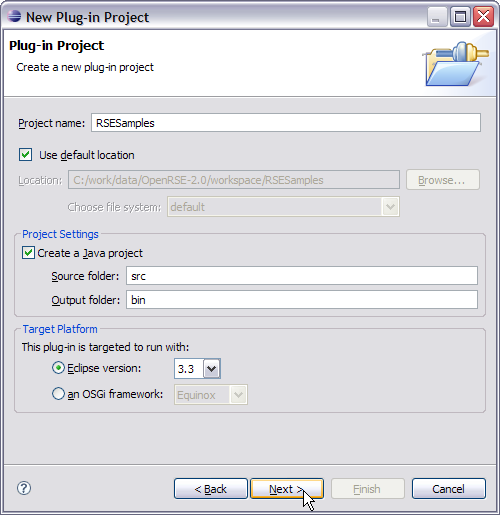 New Plug-in Project
Plug-in Project
Create a new plug-in project
Project name: RSESamples
Use default location
Location: C:/work/data/OpenRSE-2.0/workspace/RSESamples Browse...
Choose file system: default
Project Settings
Create a Java project
Source folder: src
Output folder: bin
Target Platform
This plug-in is targeted to run with:
Eclipse version: 3.3
an OSGi framework: Equinox
? < Back Next > Finish Cancel